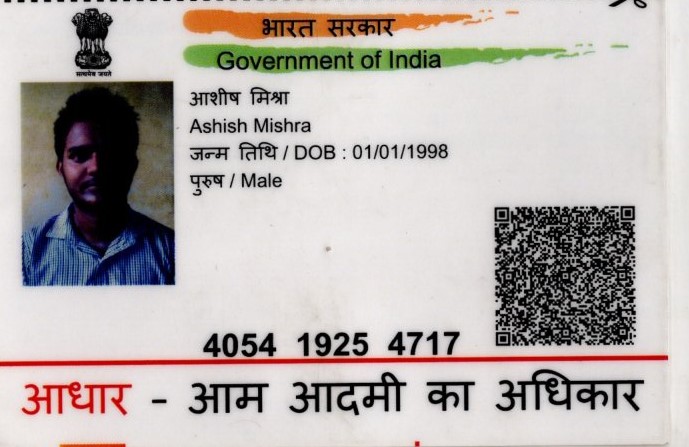 भारत सरकार
Government of India
सत्यमेव जयते
आशीष मिश्रा
Ashish Mishra
जन्म तिथि / DOB : 01/01/1998
पुरुष / Male
4054 1925 4717
आधार - आम आदमी का अधिकार